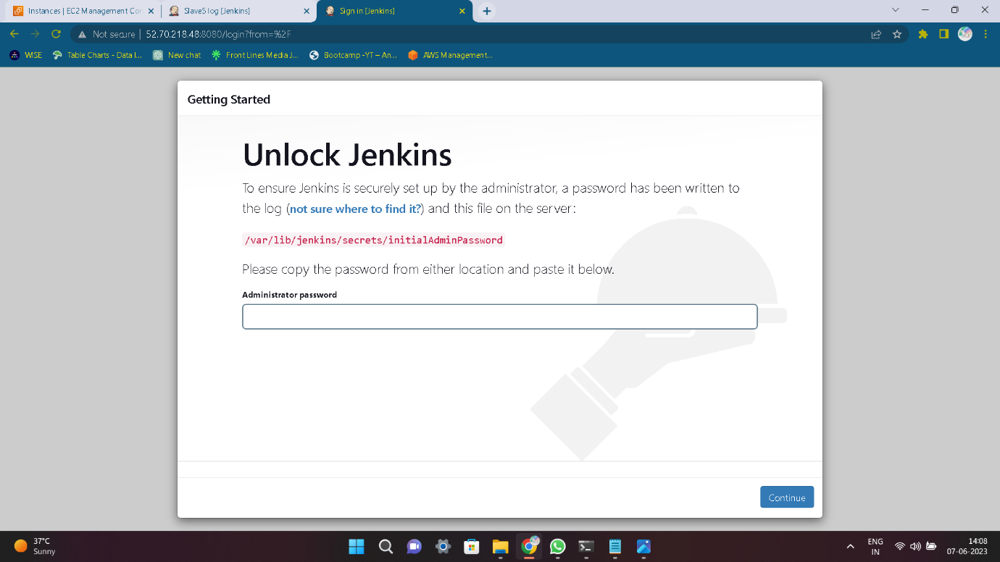 Instances | EC2 Management Con
Slave5 log [Jenkins]
Sign in [Jenkins]
Not secure | 52.70.218.48:8080/login?from=%2F
WISE
Table Charts - Data I...
New chat
Front Lines Media J...
Bootcamp -YT – An...
AWS Management...
Getting Started
Unlock Jenkins
To ensure Jenkins is securely set up by the administrator, a password has been written to
the log (not sure where to find it?) and this file on the server:
/var/lib/jenkins/secrets/initialAdminPassword
Please copy the password from either location and paste it below.
Administrator password
Continue
37°C
Sunny
ENG
IN
14:08
07-06-2023